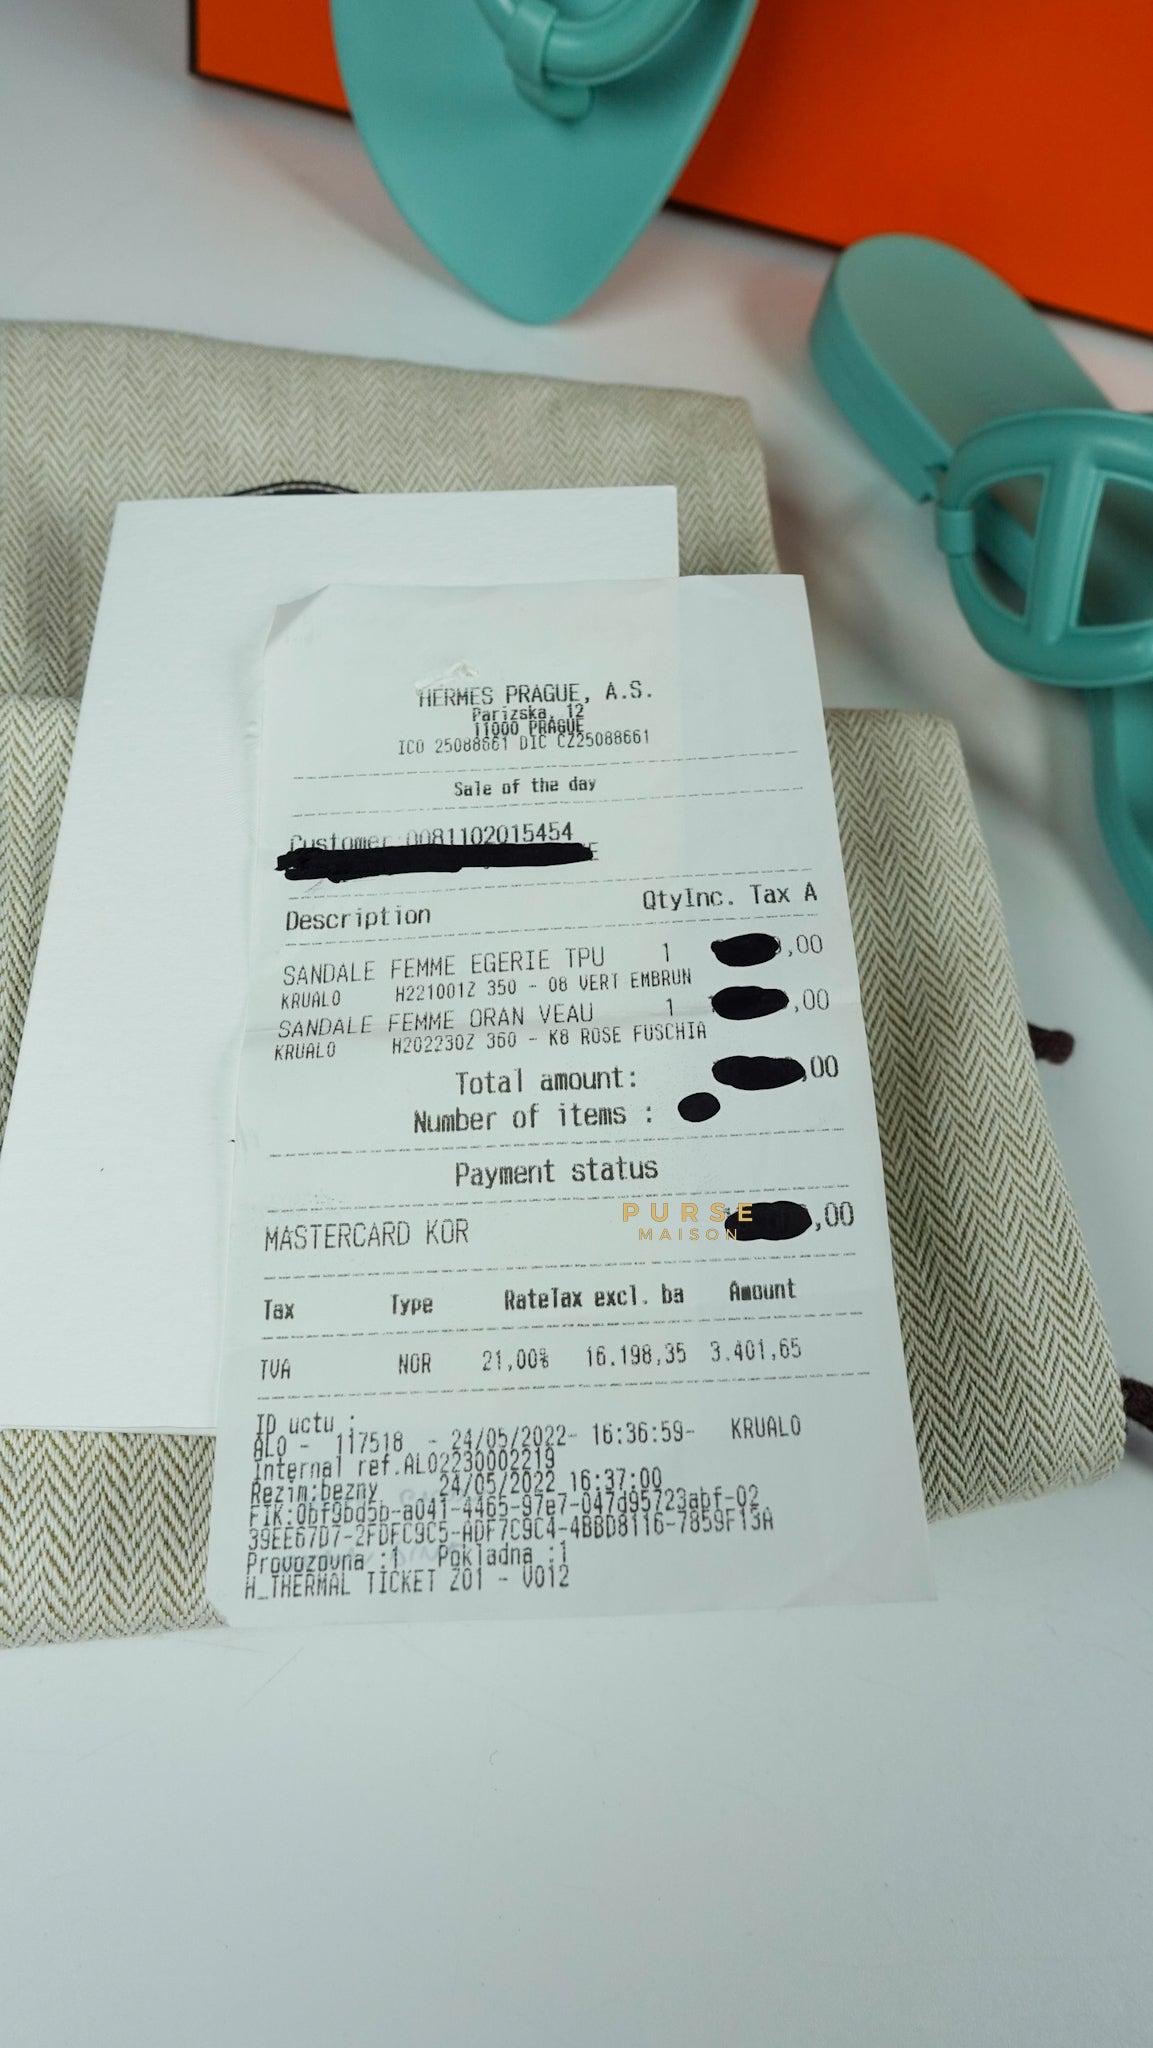 HERMES PRAGUE, A.S.
Parizska, 12
11000 PRAGUE
ICO 25088661 DIC CZ25088661
Sale of the day
Customer 0081102015454
Description QtyInc. Tax A
SANDALE FEMME EGERIE TPU 1 ,00
KRUALO H221001Z 350 - 08 VERT EMBRUN
SANDALE FEMME ORAN VEAU 1 ,00
KRUALO H202230Z 360 - K8 ROSE FUSCHIA
Total amount: ,00
Number of items :
Payment status
MASTERCARD KOR ,00
PURSE
MAISON
Tax Type RateTax excl. ba Amount
TVA NOR 21,00% 16.198,35 3.401,65
ID uctu :
ALO - 117518 - 24/05/2022- 16:36:59- KRUALO
Internal ref.ALO2230002219
Rezim:bezny 24/05/2022 16:37:00
FIK:0bf9bd5b-a041-4465-97e7-047d95723abf-02
39EE67D7-2FDFC9C5-ADF7C9C4-4BBD8116-7859F13A
Provozovna :1 Pokladna :1
H_THERMAL TICKET Z01 - V012